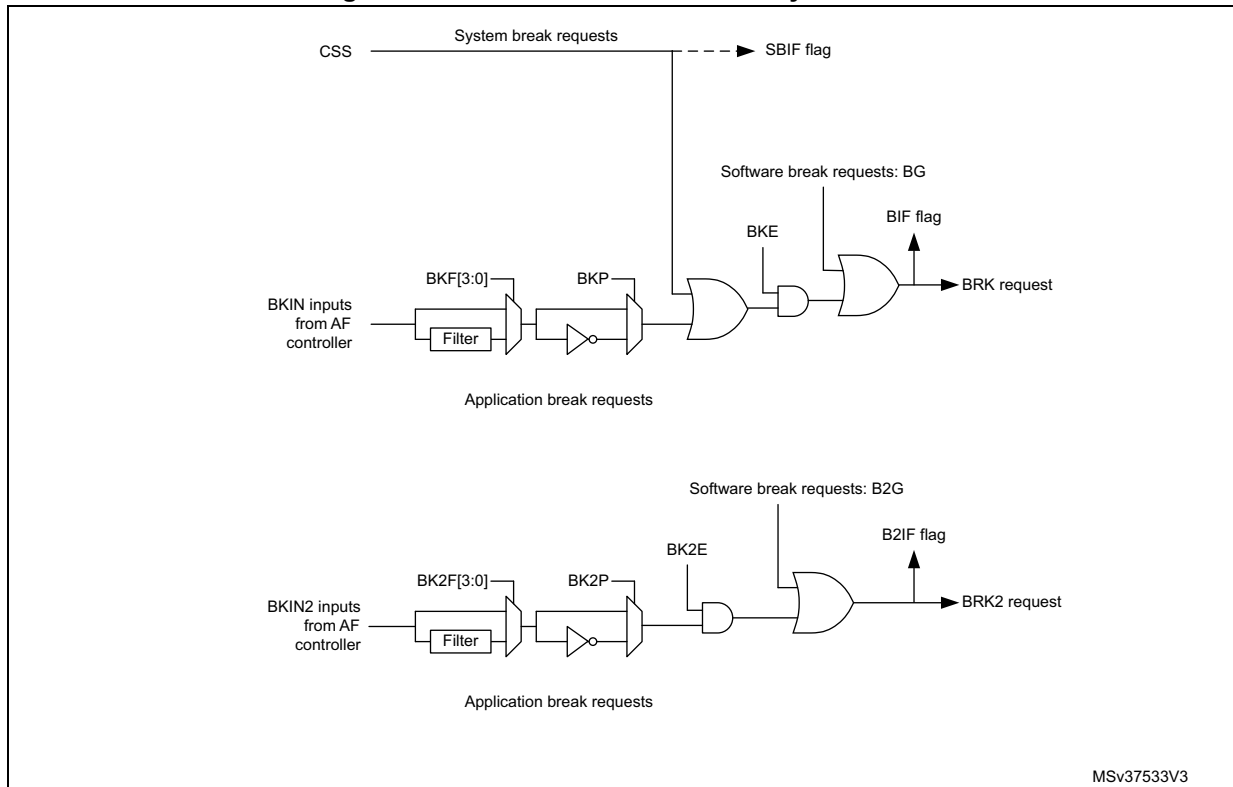 System break requests
CSS
SBIF flag
Software break requests: BG
BIF flag
BKE
BKF[3:0]
BKP
BRK request
BKIN inputs
from AF
controller
Filter
Application break requests
Software break requests: B2G
B2IF flag
BK2E
BK2F[3:0]
BK2P
BRK2 request
BKIN2 inputs
from AF
controller
Filter
Application break requests
MSv37533V3